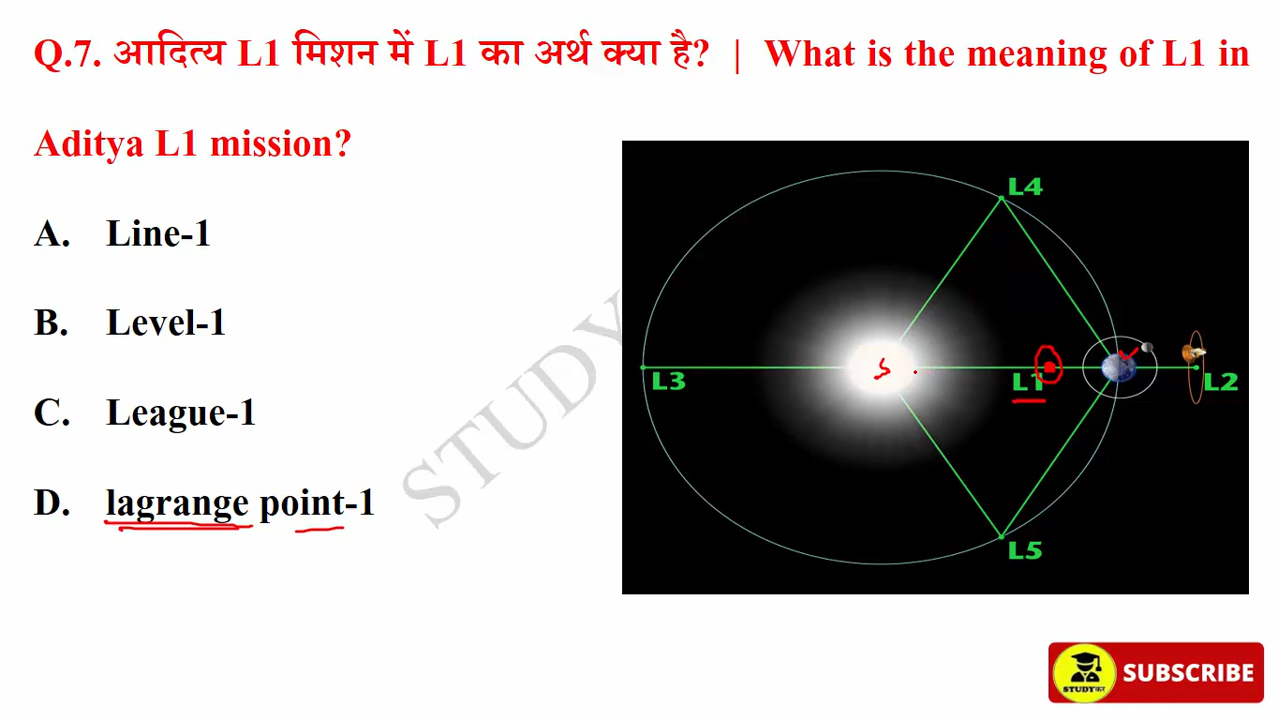 Q.7. आदित्य L1 मिशन में L1 का अर्थ क्या है? | What is the meaning of L1 in
Aditya L1 mission?
A. Line-1
B. Level-1
C. League-1
D. lagrange point-1
L4
L3
S
L1
L2
L5
STUDY
STUDYकर
SUBSCRIBE